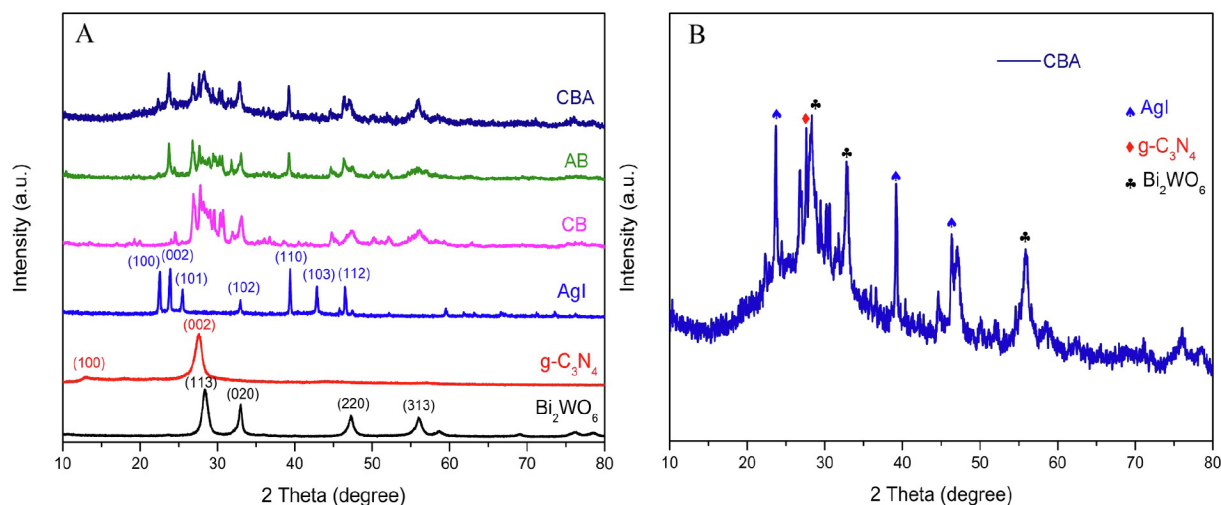 A
CBA
AB
CB
(100)
(002)
(101)
(102)
(110)
(103)
(112)
AgI
(002)
(100)
g-C₃N₄
(113)
(020)
(220)
(313)
Bi₂WO₆
10 20 30 40 50 60 70 80
2 Theta (degree)
Intensity (a.u.)
B
CBA
♠ AgI
♦ g-C₃N₄
♣ Bi₂WO₆
10 20 30 40 50 60 70 80
2 Theta (degree)
Intensity (a.u.)